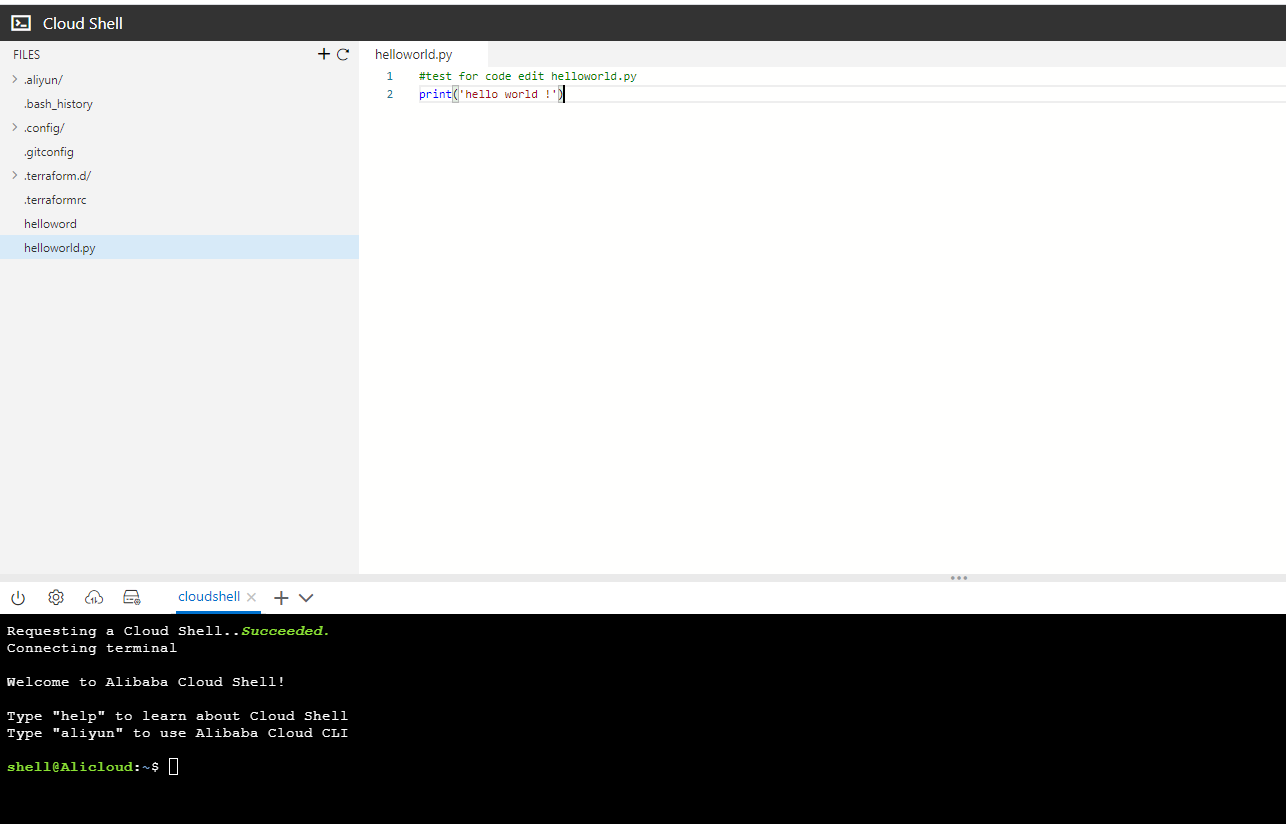 Cloud Shell
FILES
.aliyun/
.bash_history
.config/
.gitconfig
.terraform.d/
.terraformrc
helloword
helloworld.py
helloworld.py
1 #test for code edit helloworld.py
2 print('hello world !')
cloudshell
Requesting a Cloud Shell..Succeeded.
Connecting terminal
Welcome to Alibaba Cloud Shell!
Type "help" to learn about Cloud Shell
Type "aliyun" to use Alibaba Cloud CLI
shell@Alicloud:~$